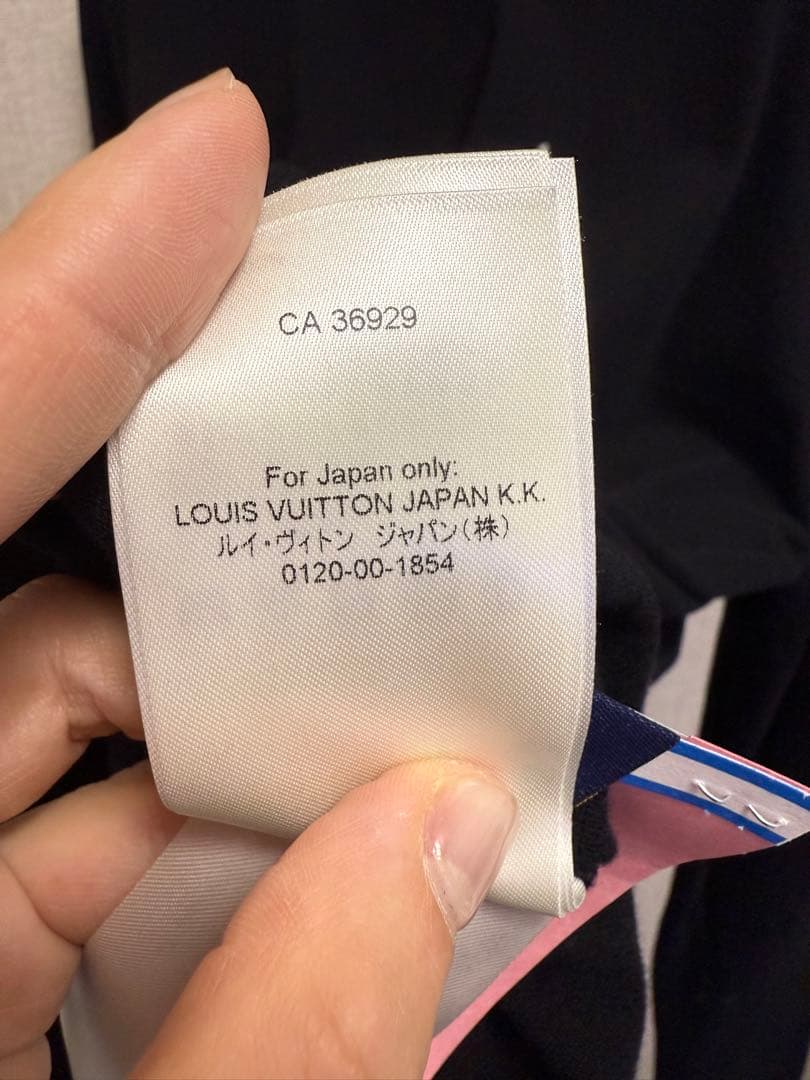 CA 36929
For Japan only:
LOUIS VUITTON JAPAN K.K.
ルイ・ヴィトン　ジャパン(株)
0120-00-1854